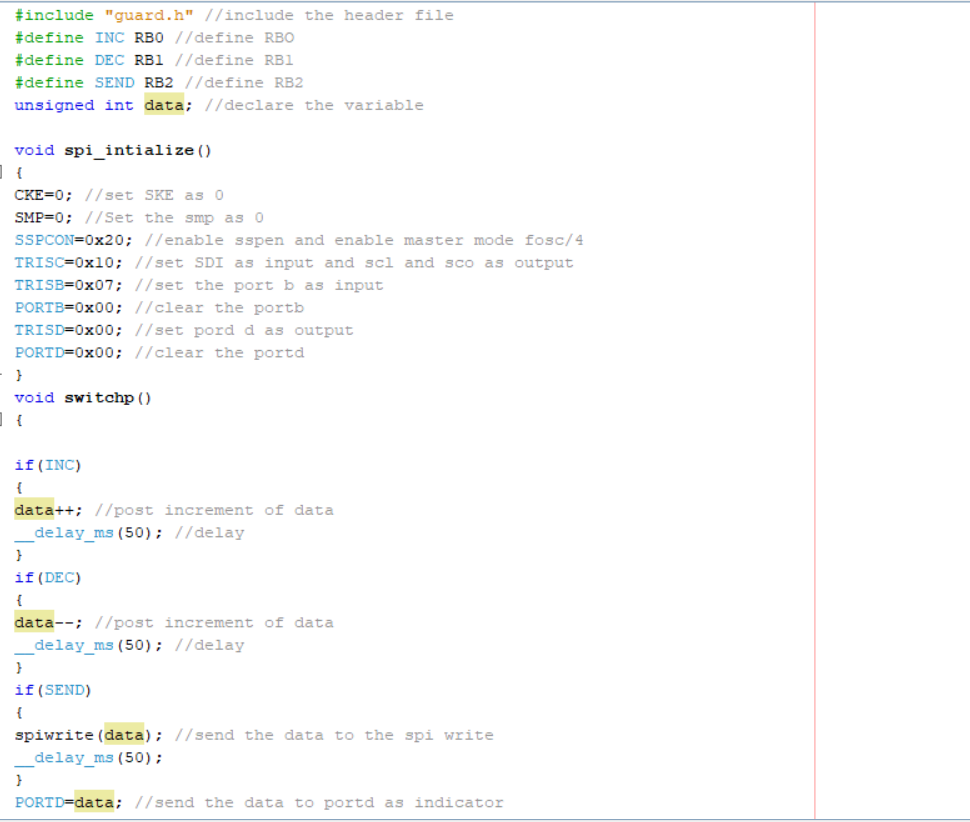 #include "guard.h" //include the header file
#define INC RB0 //define RB0
#define DEC RB1 //define RB1
#define SEND RB2 //define RB2
unsigned int data; //declare the variable
void spi_intialize()
{
CKE=0; //set SKE as 0
SMP=0; //Set the smp as 0
SSPCON=0x20; //enable sspen and enable master mode fosc/4
TRISC=0x10; //set SDI as input and scl and sco as output
TRISB=0x07; //set the port b as input
PORTB=0x00; //clear the portb
TRISD=0x00; //set pord d as output
PORTD=0x00; //clear the portd
}
void switchp()
{
if(INC)
{
data++; //post increment of data
__delay_ms(50); //delay
}
if(DEC)
{
data--; //post increment of data
__delay_ms(50); //delay
}
if(SEND)
{
spiwrite(data); //send the data to the spi write
__delay_ms(50);
}
PORTD=data; //send the data to portd as indicator